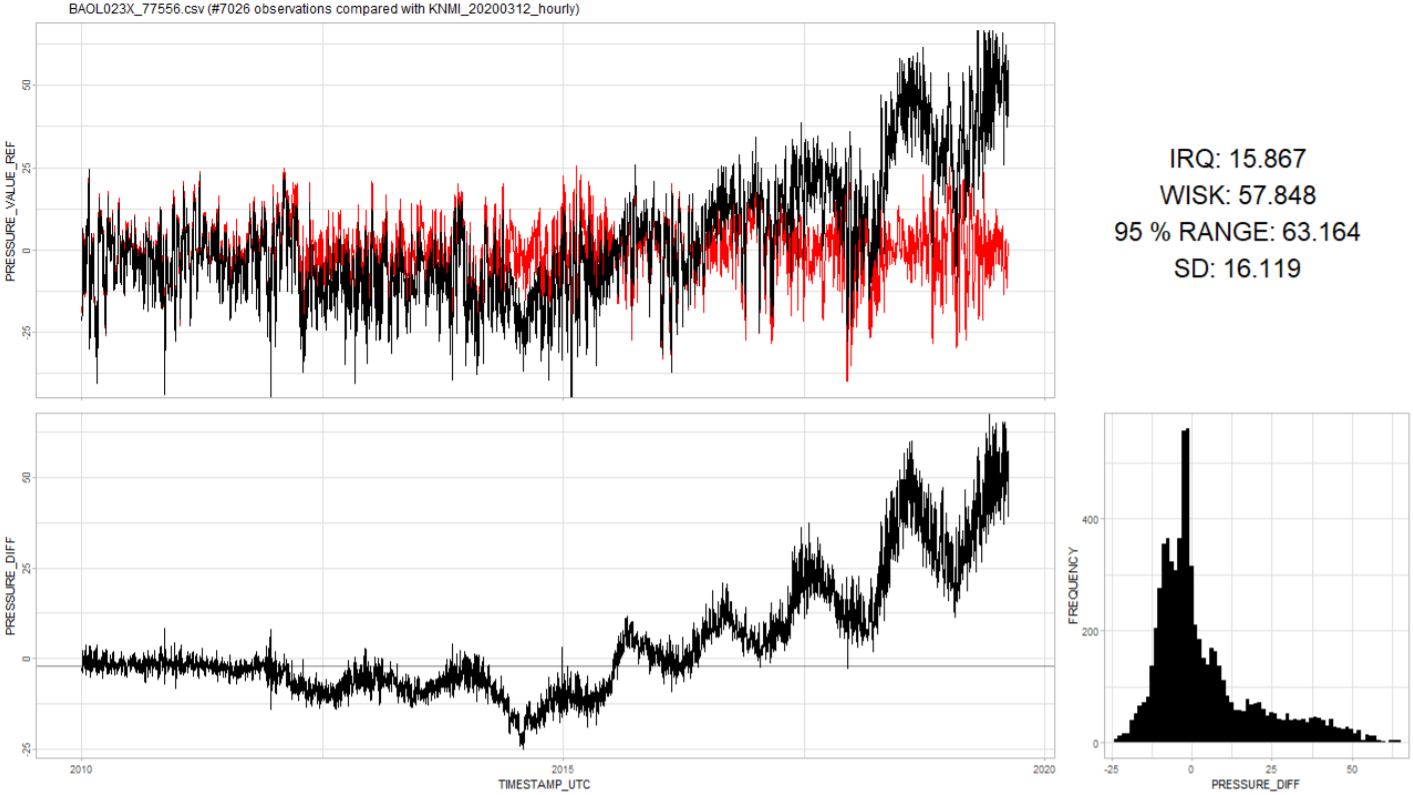 BAOL023X_77556.csv (#7026 observations compared with KNMI_20200312_hourly)
PRESSURE_VALUE_REF
50
25
0
-25
IRQ: 15.867
WISK: 57.848
95 % RANGE: 63.164
SD: 16.119
PRESSURE_DIFF
50
25
0
-25
2010
2015
2020
TIMESTAMP_UTC
FREQUENCY
400
200
0
-25
0
25
50
PRESSURE_DIFF